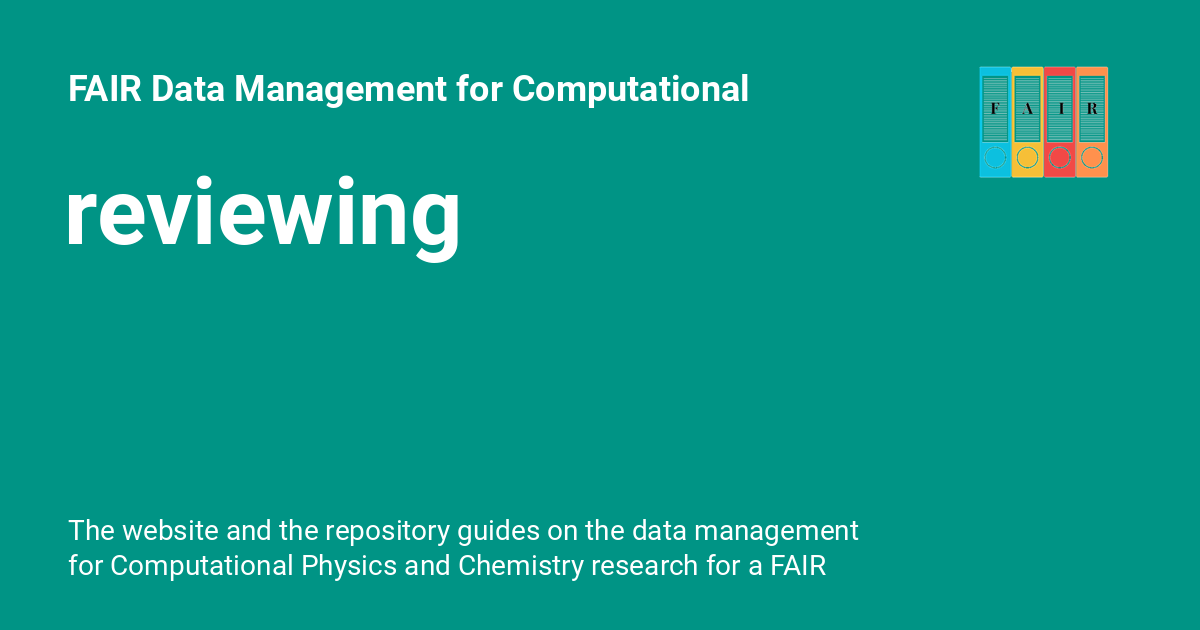 FAIR Data Management for Computational
F A I R
reviewing
The website and the repository guides on the data management
for Computational Physics and Chemistry research for a FAIR